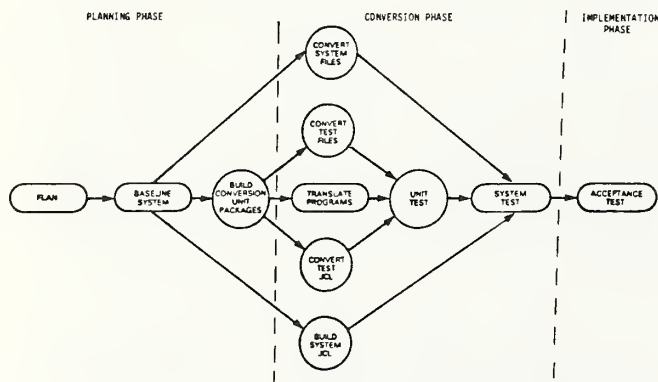 PLANNING PHASE
CONVERSION PHASE
IMPLEMENTATION
PHASE
CONVERT
SYSTEM
FILES
CONVERT
TEST
FILES
PLAN
BASELINE
SYSTEM
BUILD
CONVERSION
UNIT
PACKAGES
TRANSLATE
PROGRAMS
UNIT
TEST
SYSTEM
TEST
ACCEPTANCE
TEST
CONVERT
TEST
JCL
BUILD
SYSTEM
JCL